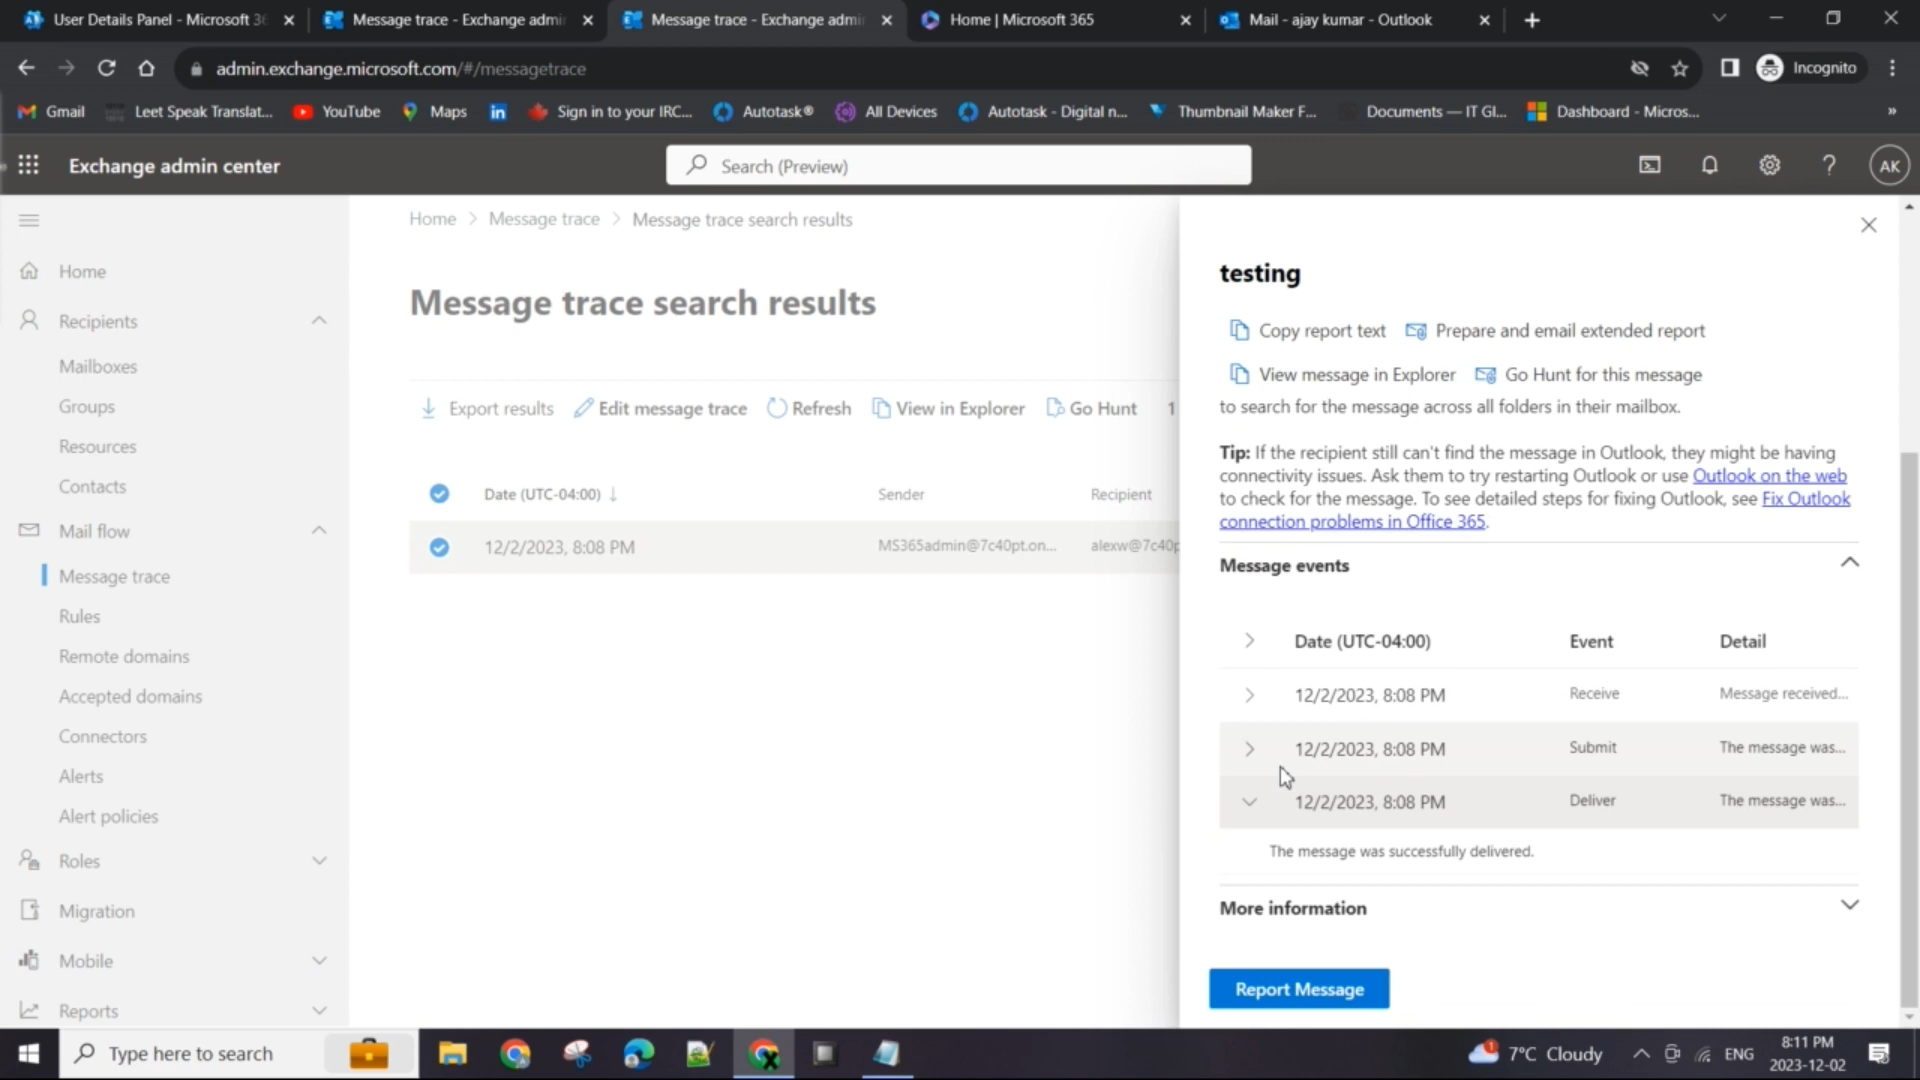 User Details Panel - Microsoft 36
Message trace - Exchange admin
Message trace - Exchange admin
Home | Microsoft 365
Mail - ajay kumar - Outlook
admin.exchange.microsoft.com/#/messagetrace
Incognito
Gmail
Leet Speak Translat...
YouTube
Maps
in
Sign in to your IRC...
Autotask®
All Devices
Autotask - Digital n...
Thumbnail Maker F...
Documents — IT Gl...
Dashboard - Micros...
»
Exchange admin center
Search (Preview)
AK
Home > Message trace > Message trace search results
Home
Recipients
Mailboxes
Groups
Resources
Contacts
Mail flow
Message trace
Rules
Remote domains
Accepted domains
Connectors
Alerts
Alert policies
Roles
Migration
Mobile
Reports
Message trace search results
Export results
Edit message trace
Refresh
View in Explorer
Go Hunt
1
Date (UTC-04:00) ↓
Sender
Recipient
12/2/2023, 8:08 PM
MS365admin@7c40pt.on...
alexw@7c40p
testing
Copy report text
Prepare and email extended report
View message in Explorer
Go Hunt for this message
to search for the message across all folders in their mailbox.
Tip: If the recipient still can't find the message in Outlook, they might be having
connectivity issues. Ask them to try restarting Outlook or use Outlook on the web
to check for the message. To see detailed steps for fixing Outlook, see Fix Outlook
connection problems in Office 365.
Message events
Date (UTC-04:00)
Event
Detail
12/2/2023, 8:08 PM
Receive
Message received...
12/2/2023, 8:08 PM
Submit
The message was...
12/2/2023, 8:08 PM
Deliver
The message was...
The message was successfully delivered.
More information
Report Message
Type here to search
7°C Cloudy
ENG
8:11 PM
2023-12-02